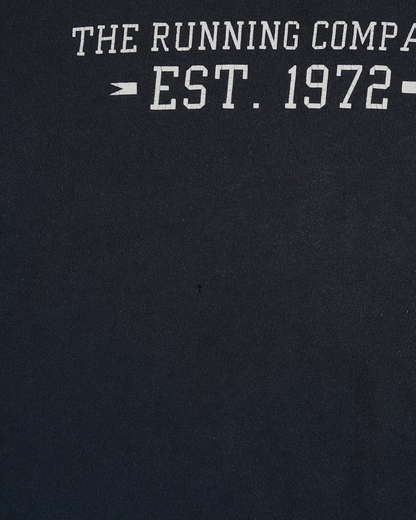 THE RUNNING COMPA
EST. 1972